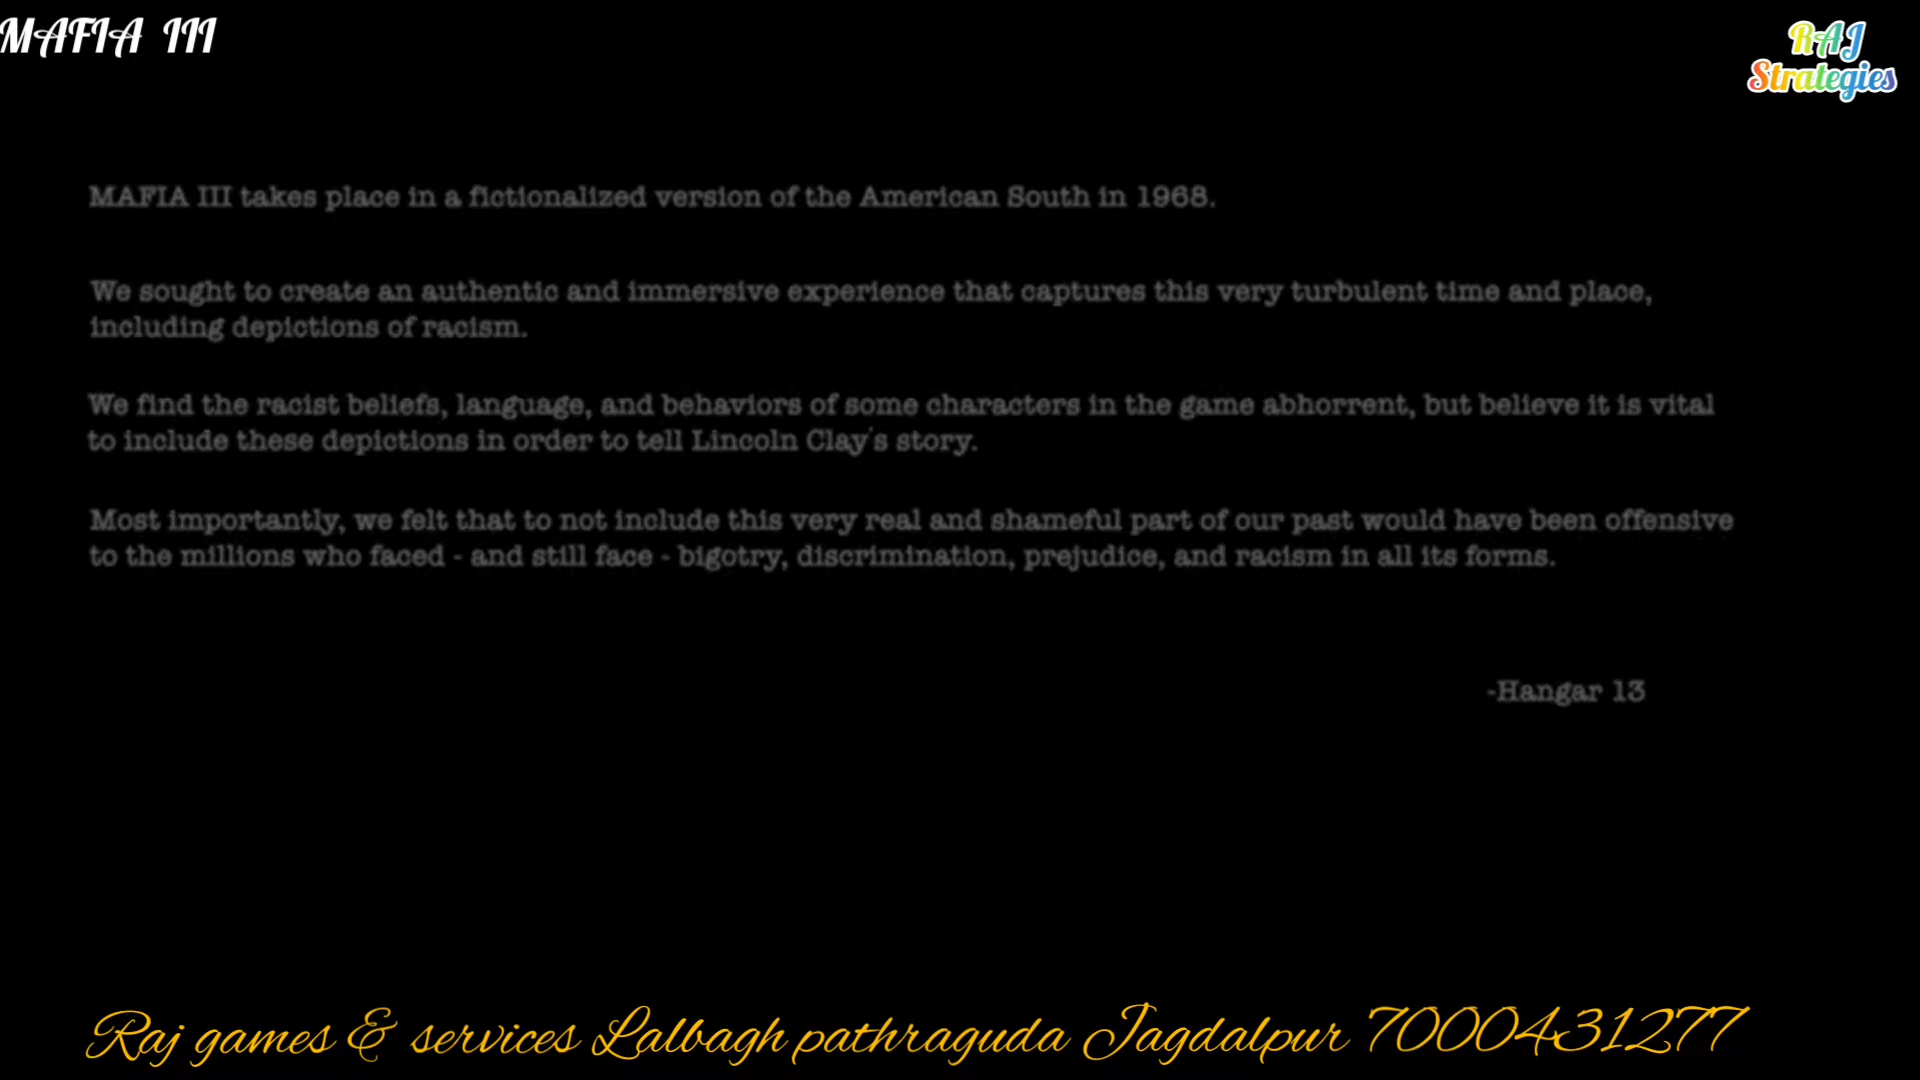 MAFIA III
RAJ
Strategies
MAFIA III takes place in a fictionalized version of the American South in 1968.
We sought to create an authentic and immersive experience that captures this very turbulent time and place,
including depictions of racism.
We find the racist beliefs, language, and behaviors of some characters in the game abhorrent, but believe it is vital
to include these depictions in order to tell Lincoln Clay's story.
Most importantly, we felt that to not include this very real and shameful part of our past would have been offensive
to the millions who faced - and still face - bigotry, discrimination, prejudice, and racism in all its forms.
-Hangar 13
Raj games & services Lalbagh pathraguda Jagdalpur 7000431277